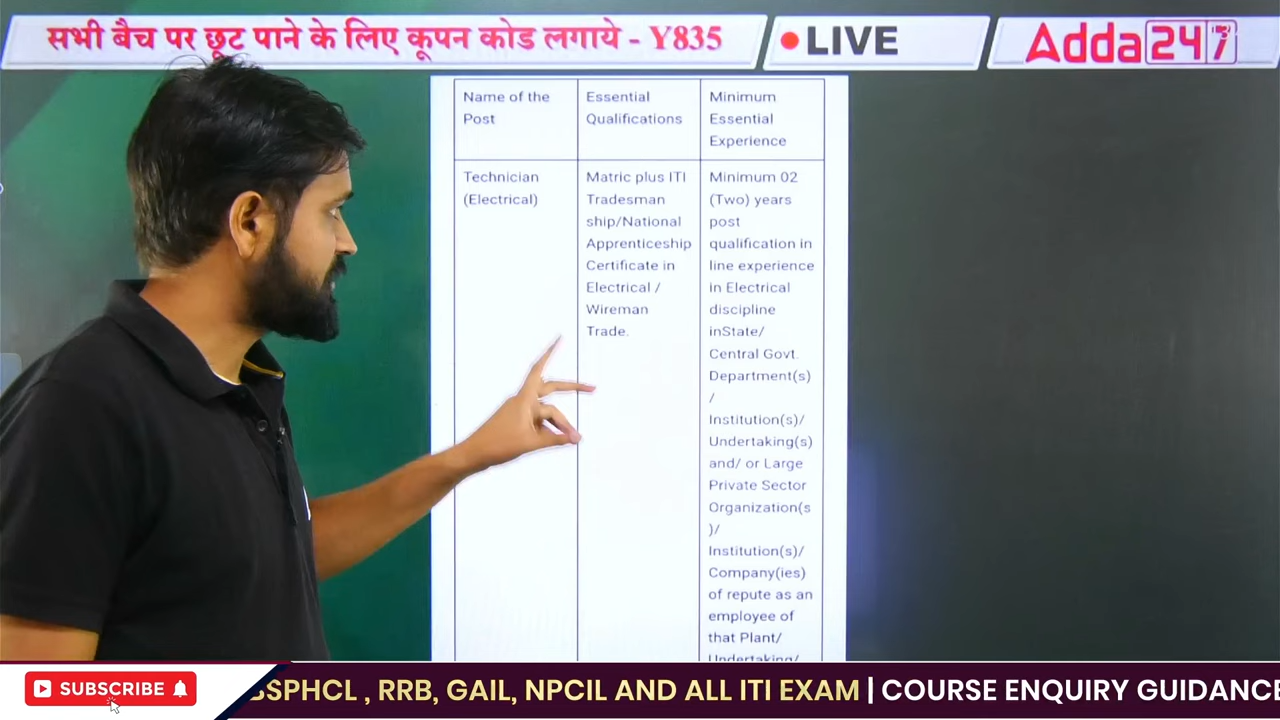 सभी बैच पर छूट पाने के लिए कूपन कोड लगाये - Y835
LIVE
Adda247
Name of the
Post
Essential
Qualifications
Minimum
Essential
Experience
Technician
(Electrical)
Matric plus ITI
Tradesman
ship/National
Apprenticeship
Certificate in
Electrical /
Wireman
Trade.
Minimum 02
(Two) years
post
qualification in
line experience
in Electrical
discipline
inState/
Central Govt.
Department(s)
/
Institution(s)/
Undertaking(s)
and/ or Large
Private Sector
Organization(s
)/
Institution(s)/
Company(ies)
of repute as an
employee of
that Plant/
Undertaking/
SUBSCRIBE
BSPHCL , RRB, GAIL, NPCIL AND ALL ITI EXAM | COURSE ENQUIRY GUIDANCE